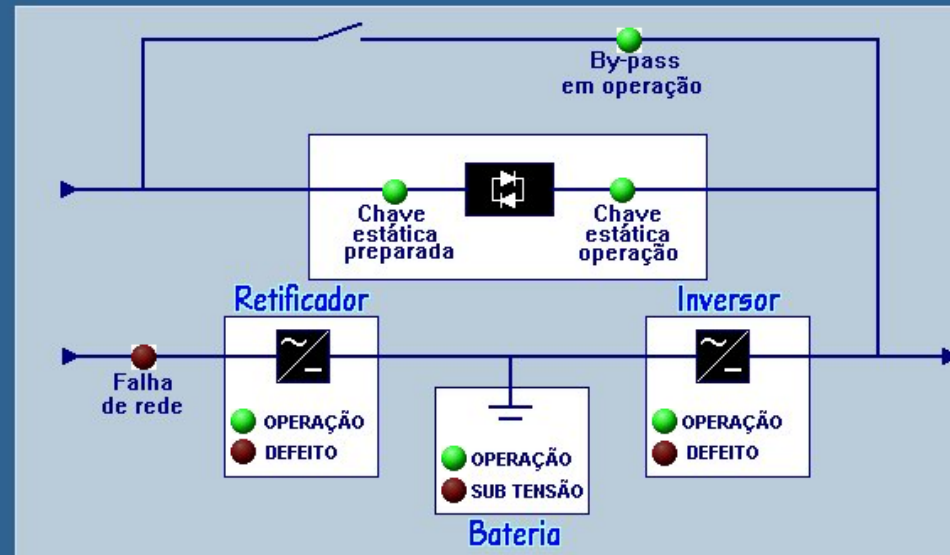 By-pass
em operação
Chave
estática
preparada
Chave
estática
operação
Retificador
Inversor
Falha
de rede
OPERAÇÃO
DEFEITO
OPERAÇÃO
SUB TENSÃO
Bateria
OPERAÇÃO
DEFEITO